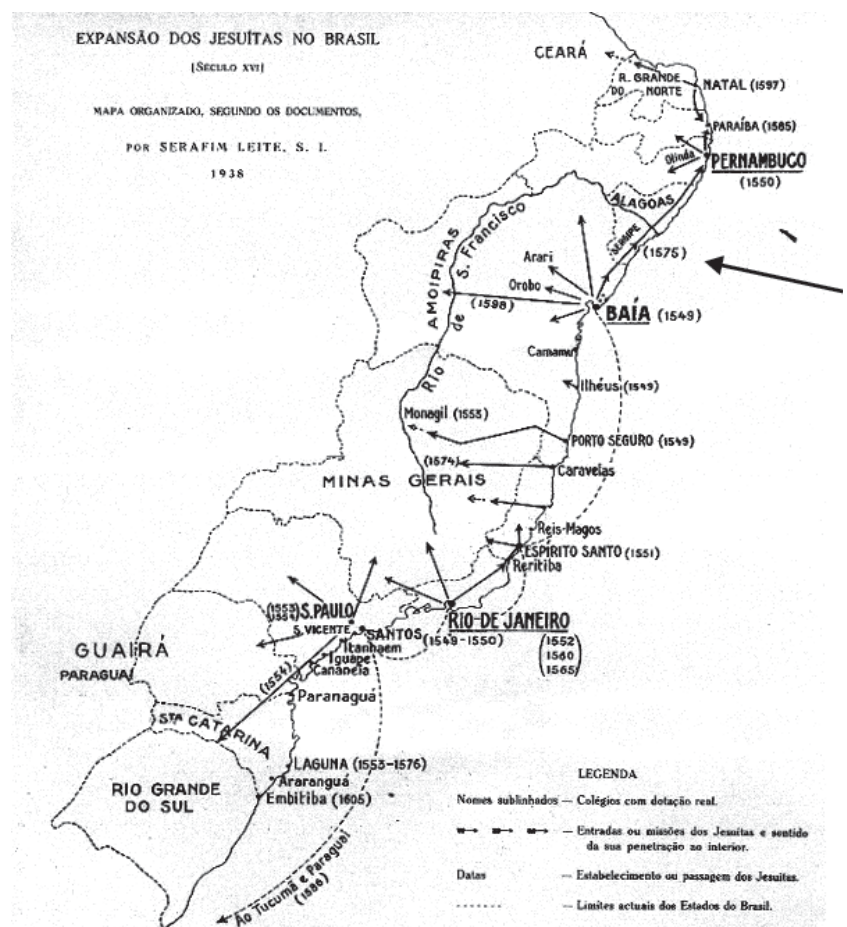 EXPANSÃO DOS JESUÍTAS NO BRASIL
[SÉCULO XVI]
MAPA ORGANIZADO, SEGUNDO OS DOCUMENTOS,
POR SERAFIM LEITE, S. I.
1938
CEARÁ
R. GRANDE
DO NORTE
NATAL (1597)
PARAÍBA (1585)
Olinda
PERNAMBUCO
(1550)
ALAGOAS
SERGIPE
(1575)
AMOIPIRAS
Rio de S. Francisco
Arari
Orobo
(1598)
BAÍA (1549)
Camamu
Ilhéus (1549)
Monagil (1553)
PORTO SEGURO (1549)
(1574)
Caravelas
MINAS GERAIS
Reis-Magos
ESPIRITO SANTO (1551)
Reritiba
(1553
1554)
S. PAULO
S. VICENTE
SANTOS
(1549-1550)
RIO DE JANEIRO
(1552
1560
1565)
Itanhaem
Iguape
Cananéia
GUAIRÁ
PARAGUAI
(1554)
Paranaguá
STA CATARINA
LAGUNA (1553-1576)
Araranguá
Embitiba (1605)
RIO GRANDE
DO SUL
Ao Tucumã e Paraguai
(1586)
LEGENDA
Nomes sublinhados — Colégios com dotação real.
— Entradas ou missões dos Jesuitas e sentido
da sua penetração ao interior.
Datas — Estabelecimento ou passagem dos Jesuitas.
— Limites actuais dos Estados do Brasil.